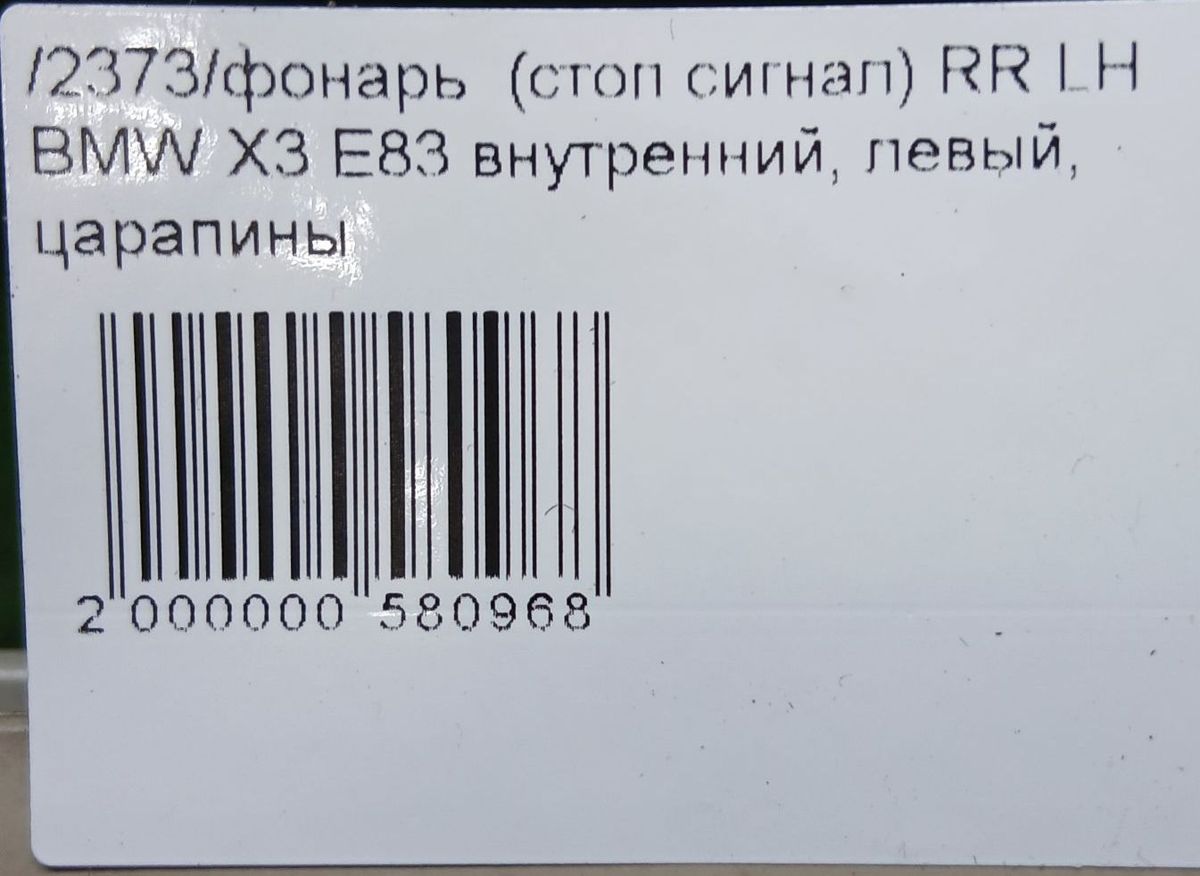 /2373/фонарь (стоп сигнал) RR LH
BMW X3 E83 внутренний, левый,
царапины
2 000000 580968